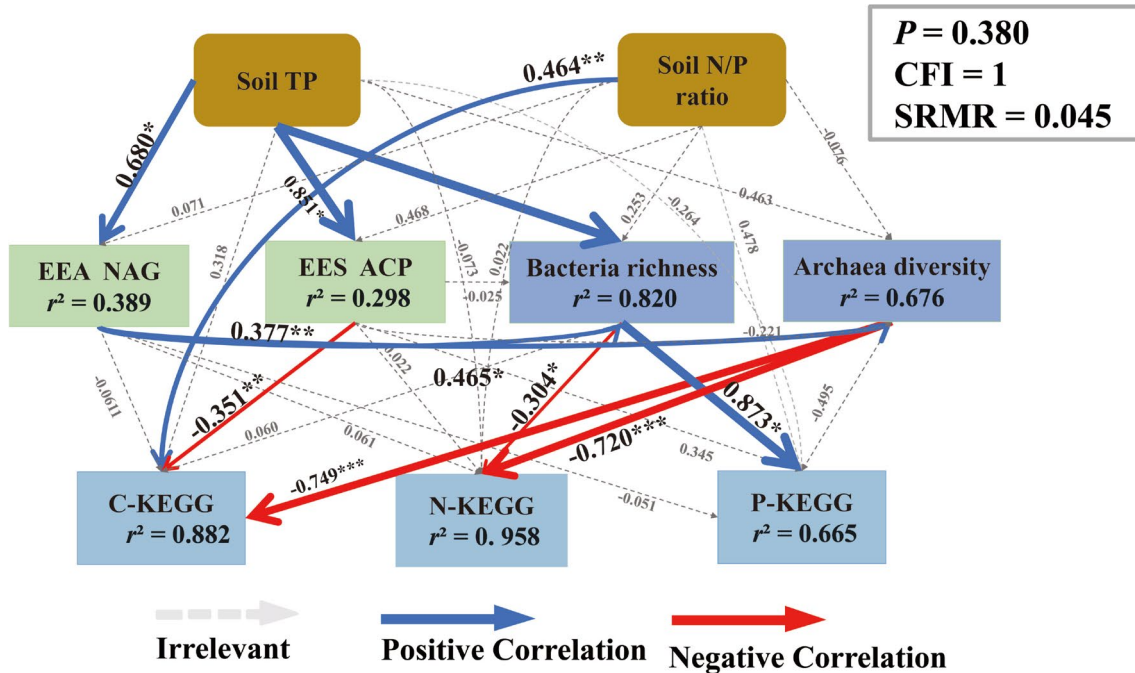 P = 0.380
CFI = 1
SRMR = 0.045
Soil TP
Soil N/P
ratio
0.464**
0.680*
0.851*
0.071
0.318
0.468
-0.073
0.022
0.253
-0.264
0.478
0.463
-0.076
EEA NAG
r² = 0.389
EES ACP
r² = 0.298
-0.025
Bacteria richness
r² = 0.820
Archaea diversity
r² = 0.676
0.377**
0.465*
-0.221
-0.0611
-0.351**
0.022
-0.304*
0.873*
-0.495
0.060
0.061
-0.720***
0.345
-0.749***
-0.051
C-KEGG
r² = 0.882
N-KEGG
r² = 0. 958
P-KEGG
r² = 0.665
Irrelevant
Positive Correlation
Negative Correlation